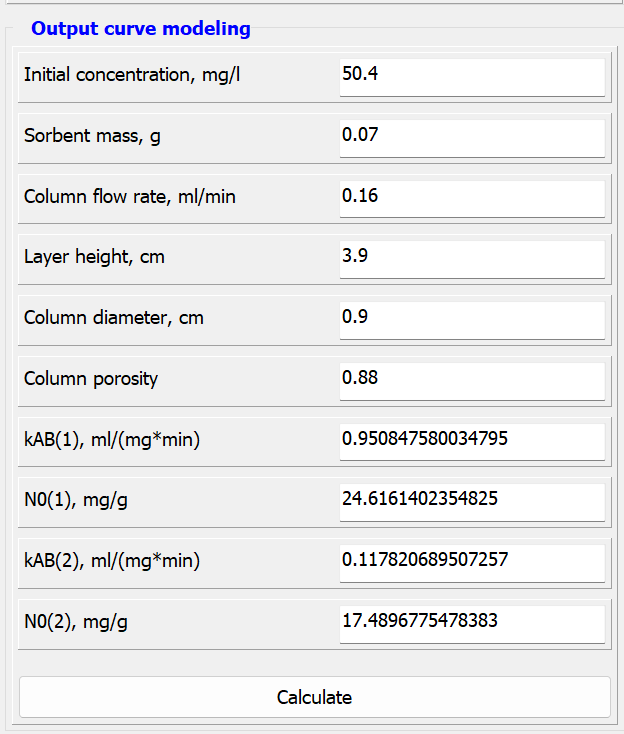 Output curve modeling
Initial concentration, mg/l 50.4
Sorbent mass, g 0.07
Column flow rate, ml/min 0.16
Layer height, cm 3.9
Column diameter, cm 0.9
Column porosity 0.88
kAB(1), ml/(mg*min) 0.950847580034795
N0(1), mg/g 24.6161402354825
kAB(2), ml/(mg*min) 0.117820689507257
N0(2), mg/g 17.4896775478383
Calculate